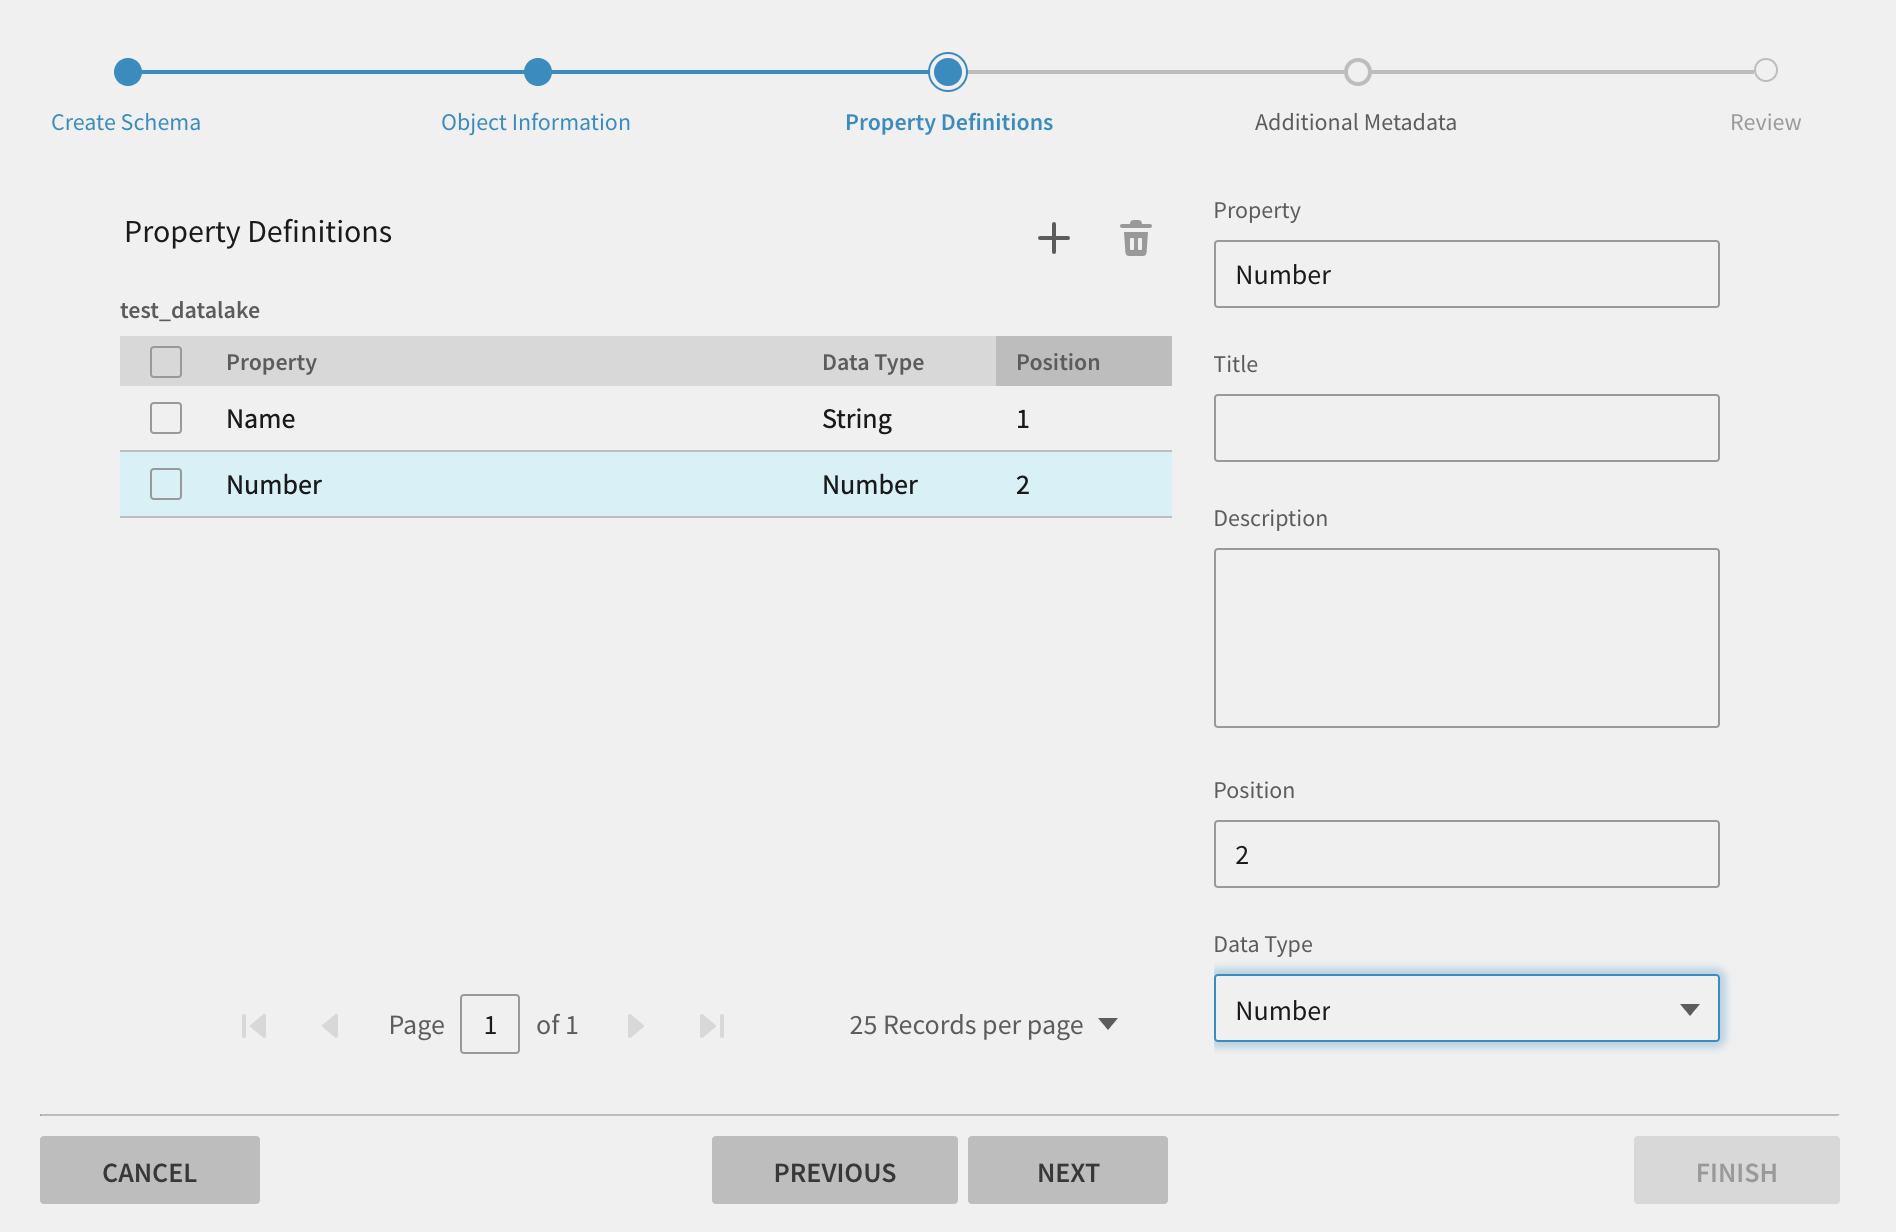 Create Schema
Object Information
Property Definitions
Additional Metadata
Review
Property Definitions
test_datalake
Property Data Type Position
Name String 1
Number Number 2
Page 1 of 1
25 Records per page
Property
Number
Title
Description
Position
2
Data Type
Number
CANCEL
PREVIOUS
NEXT
FINISH